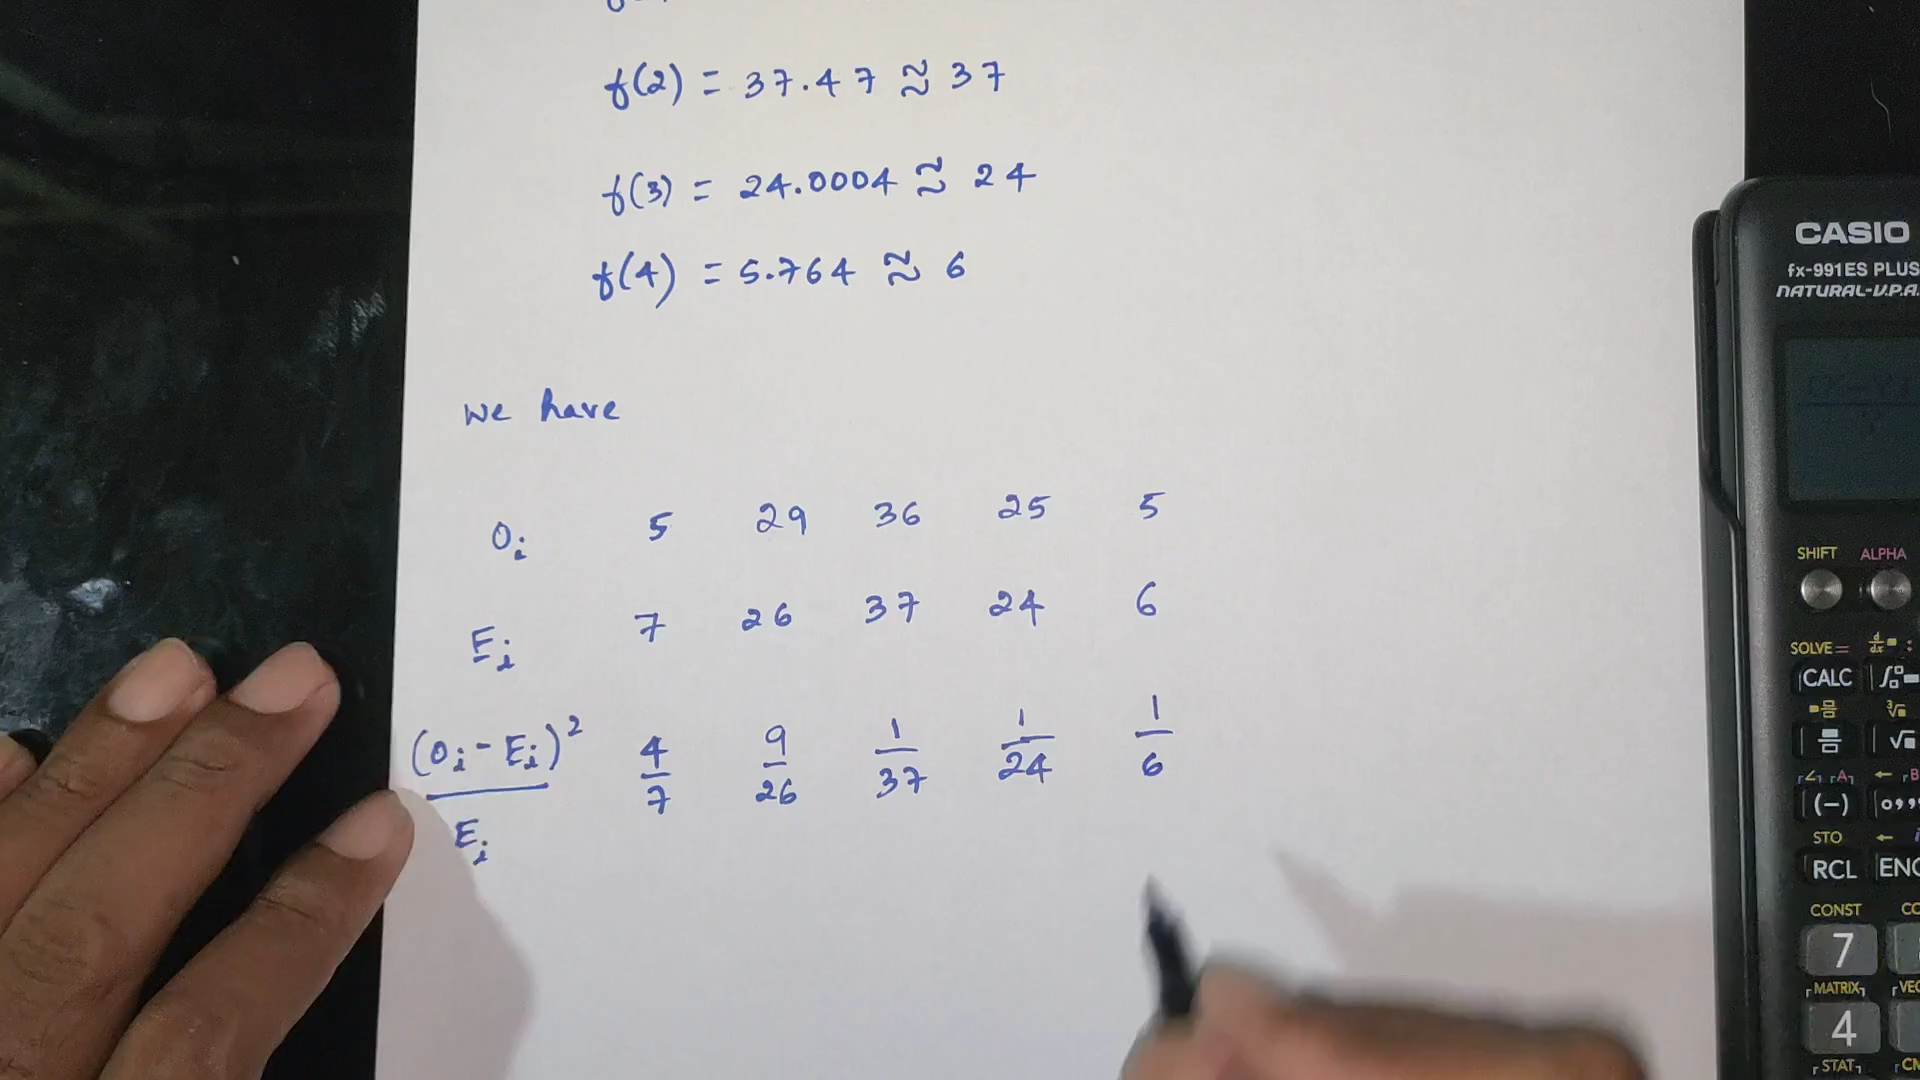 f(2) = 37.47 ≈ 37
f(3) = 24.0004 ≈ 24
f(4) = 5.764 ≈ 6
we have
Oi 5 29 36 25 5
Ei 7 26 37 24 6
(Oi - Ei)² / Ei 4/7 9/26 1/37 1/24 1/6
CASIO
fx-991ES PLUS
NATURAL-V.P.A.
SHIFT ALPHA
SOLVE =
CALC
STO
RCL
CONST
7
MATRIX
4
STAT